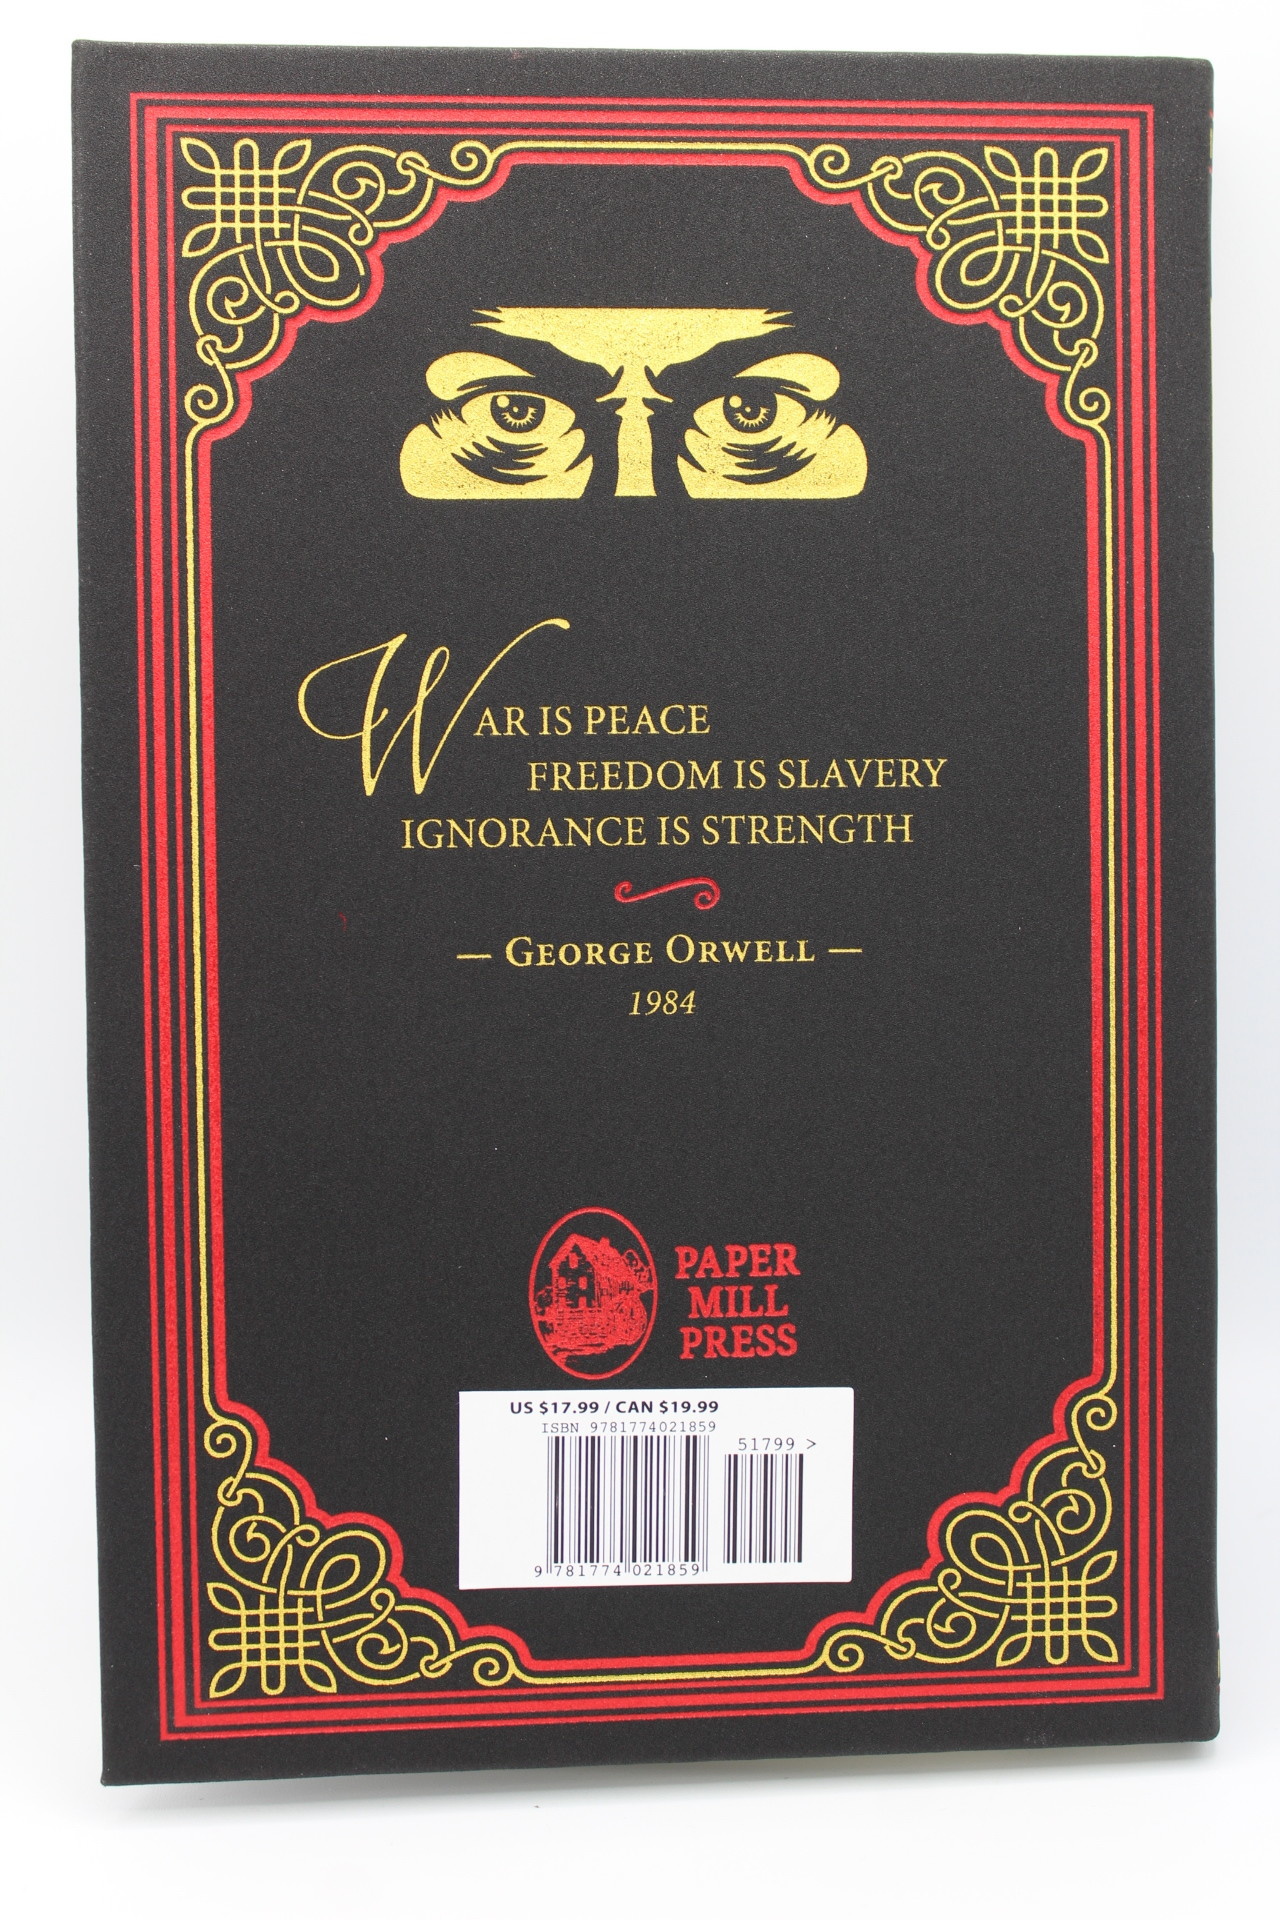 WAR IS PEACE
FREEDOM IS SLAVERY
IGNORANCE IS STRENGTH
— GEORGE ORWELL —
1984
PAPER
MILL
PRESS
US $17.99 / CAN $19.99
ISBN 9781774021859
51799 >
9 781774 021859